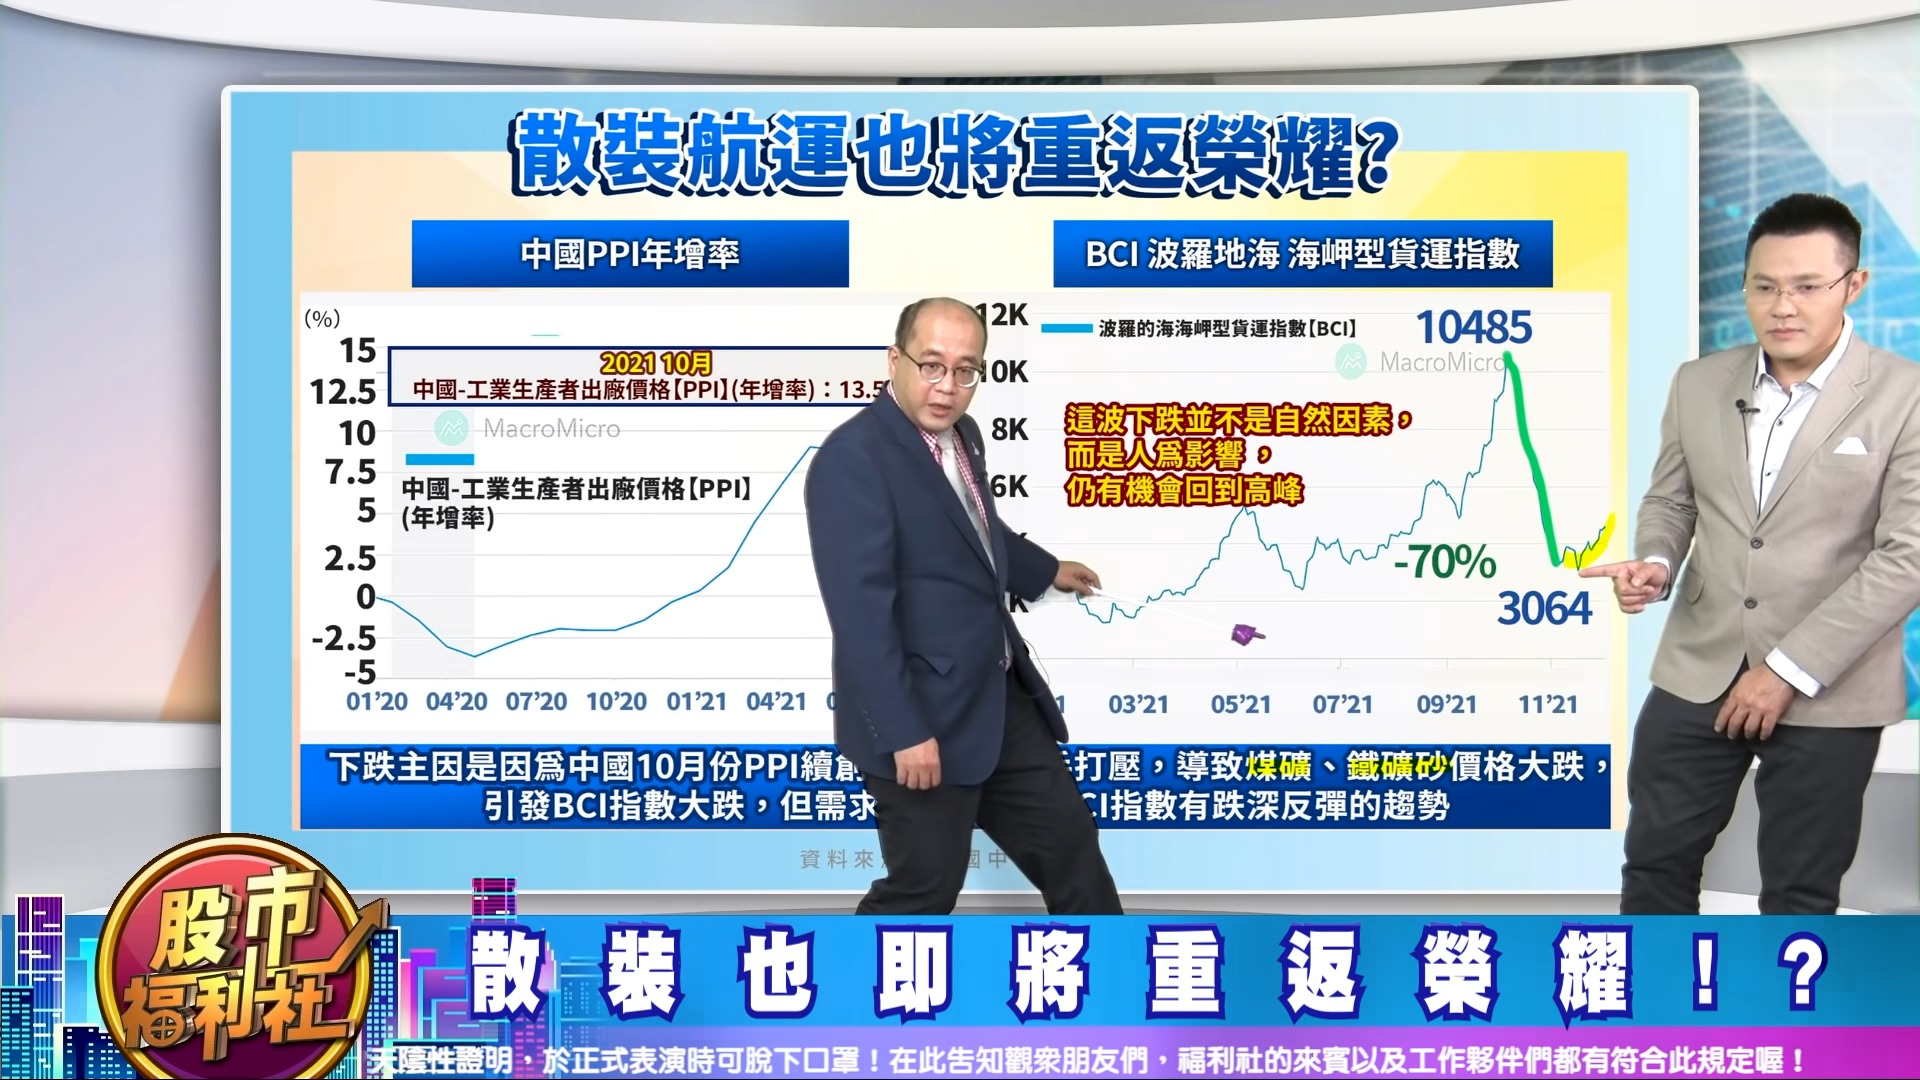 散裝航運也將重返榮耀?
中國PPI年增率
(%)
15
12.5
10
7.5
5
2.5
0
-2.5
-5
2021 10月
中國-工業生產者出廠價格【PPI】(年增率)：13.5
MacroMicro
中國-工業生產者出廠價格【PPI】
(年增率)
01'20 04'20 07'20 10'20 01'21 04'21
BCI 波羅地海 海岬型貨運指數
12K
10K
8K
6K
K
波羅的海海岬型貨運指數【BCI】
10485
MacroMicro
這波下跌並不是自然因素，
而是人為影響，
仍有機會回到高峰
-70%
3064
03'21 05'21 07'21 09'21 11'21
下跌主因是因為中國10月份PPI續創 打壓，導致煤礦、鐵礦砂價格大跌，
引發BCI指數大跌，但需求 CI指數有跌深反彈的趨勢
資料來 國中
股市
福利社
散裝也即將重返榮耀！？
天陰性證明，於正式表演時可脫下口罩！在此告知觀眾朋友們，福利社的來賓以及工作夥伴們都有符合此規定喔！